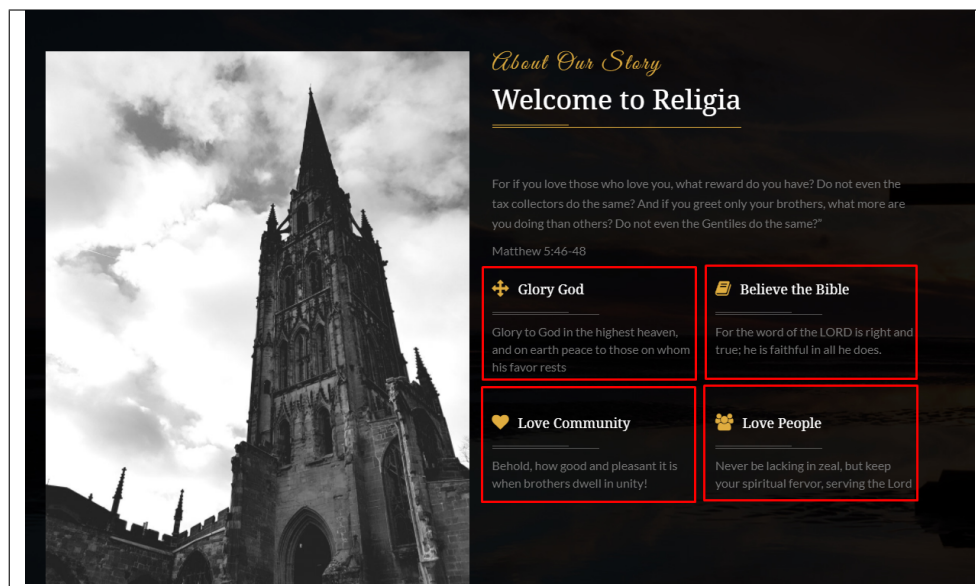 About Our Story
Welcome to Religia
For if you love those who love you, what reward do you have? Do not even the
tax collectors do the same? And if you greet only your brothers, what more are
you doing than others? Do not even the Gentiles do the same?"
Matthew 5:46-48
Glory God
Glory to God in the highest heaven,
and on earth peace to those on whom
his favor rests
Believe the Bible
For the word of the LORD is right and
true; he is faithful in all he does.
Love Community
Behold, how good and pleasant it is
when brothers dwell in unity!
Love People
Never be lacking in zeal, but keep
your spiritual fervor, serving the Lord